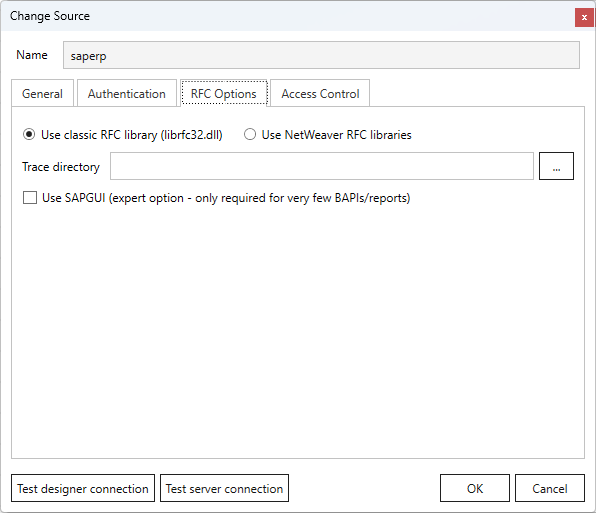 Change Source
x
Name saperp
General Authentication RFC Options Access Control
Use classic RFC library (librfc32.dll) Use NetWeaver RFC libraries
Trace directory ...
Use SAPGUI (expert option - only required for very few BAPIs/reports)
Test designer connection Test server connection OK Cancel